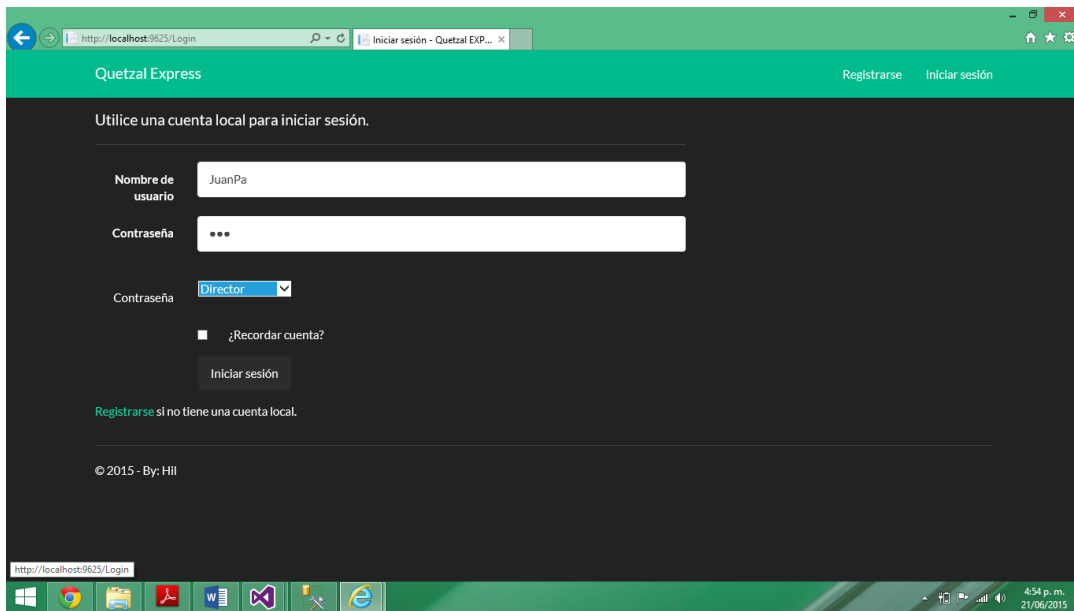 http://localhost:9625/Login
Iniciar sesión - Quetzal EXP...
Quetzal Express
Registrarse
Iniciar sesión
Utilice una cuenta local para iniciar sesión.
Nombre de
usuario
JuanPa
Contraseña
Contraseña
Director
¿Recordar cuenta?
Iniciar sesión
Registrarse si no tiene una cuenta local.
© 2015 - By: Hil
http://localhost:9625/Login
4:54 p. m.
21/06/2015